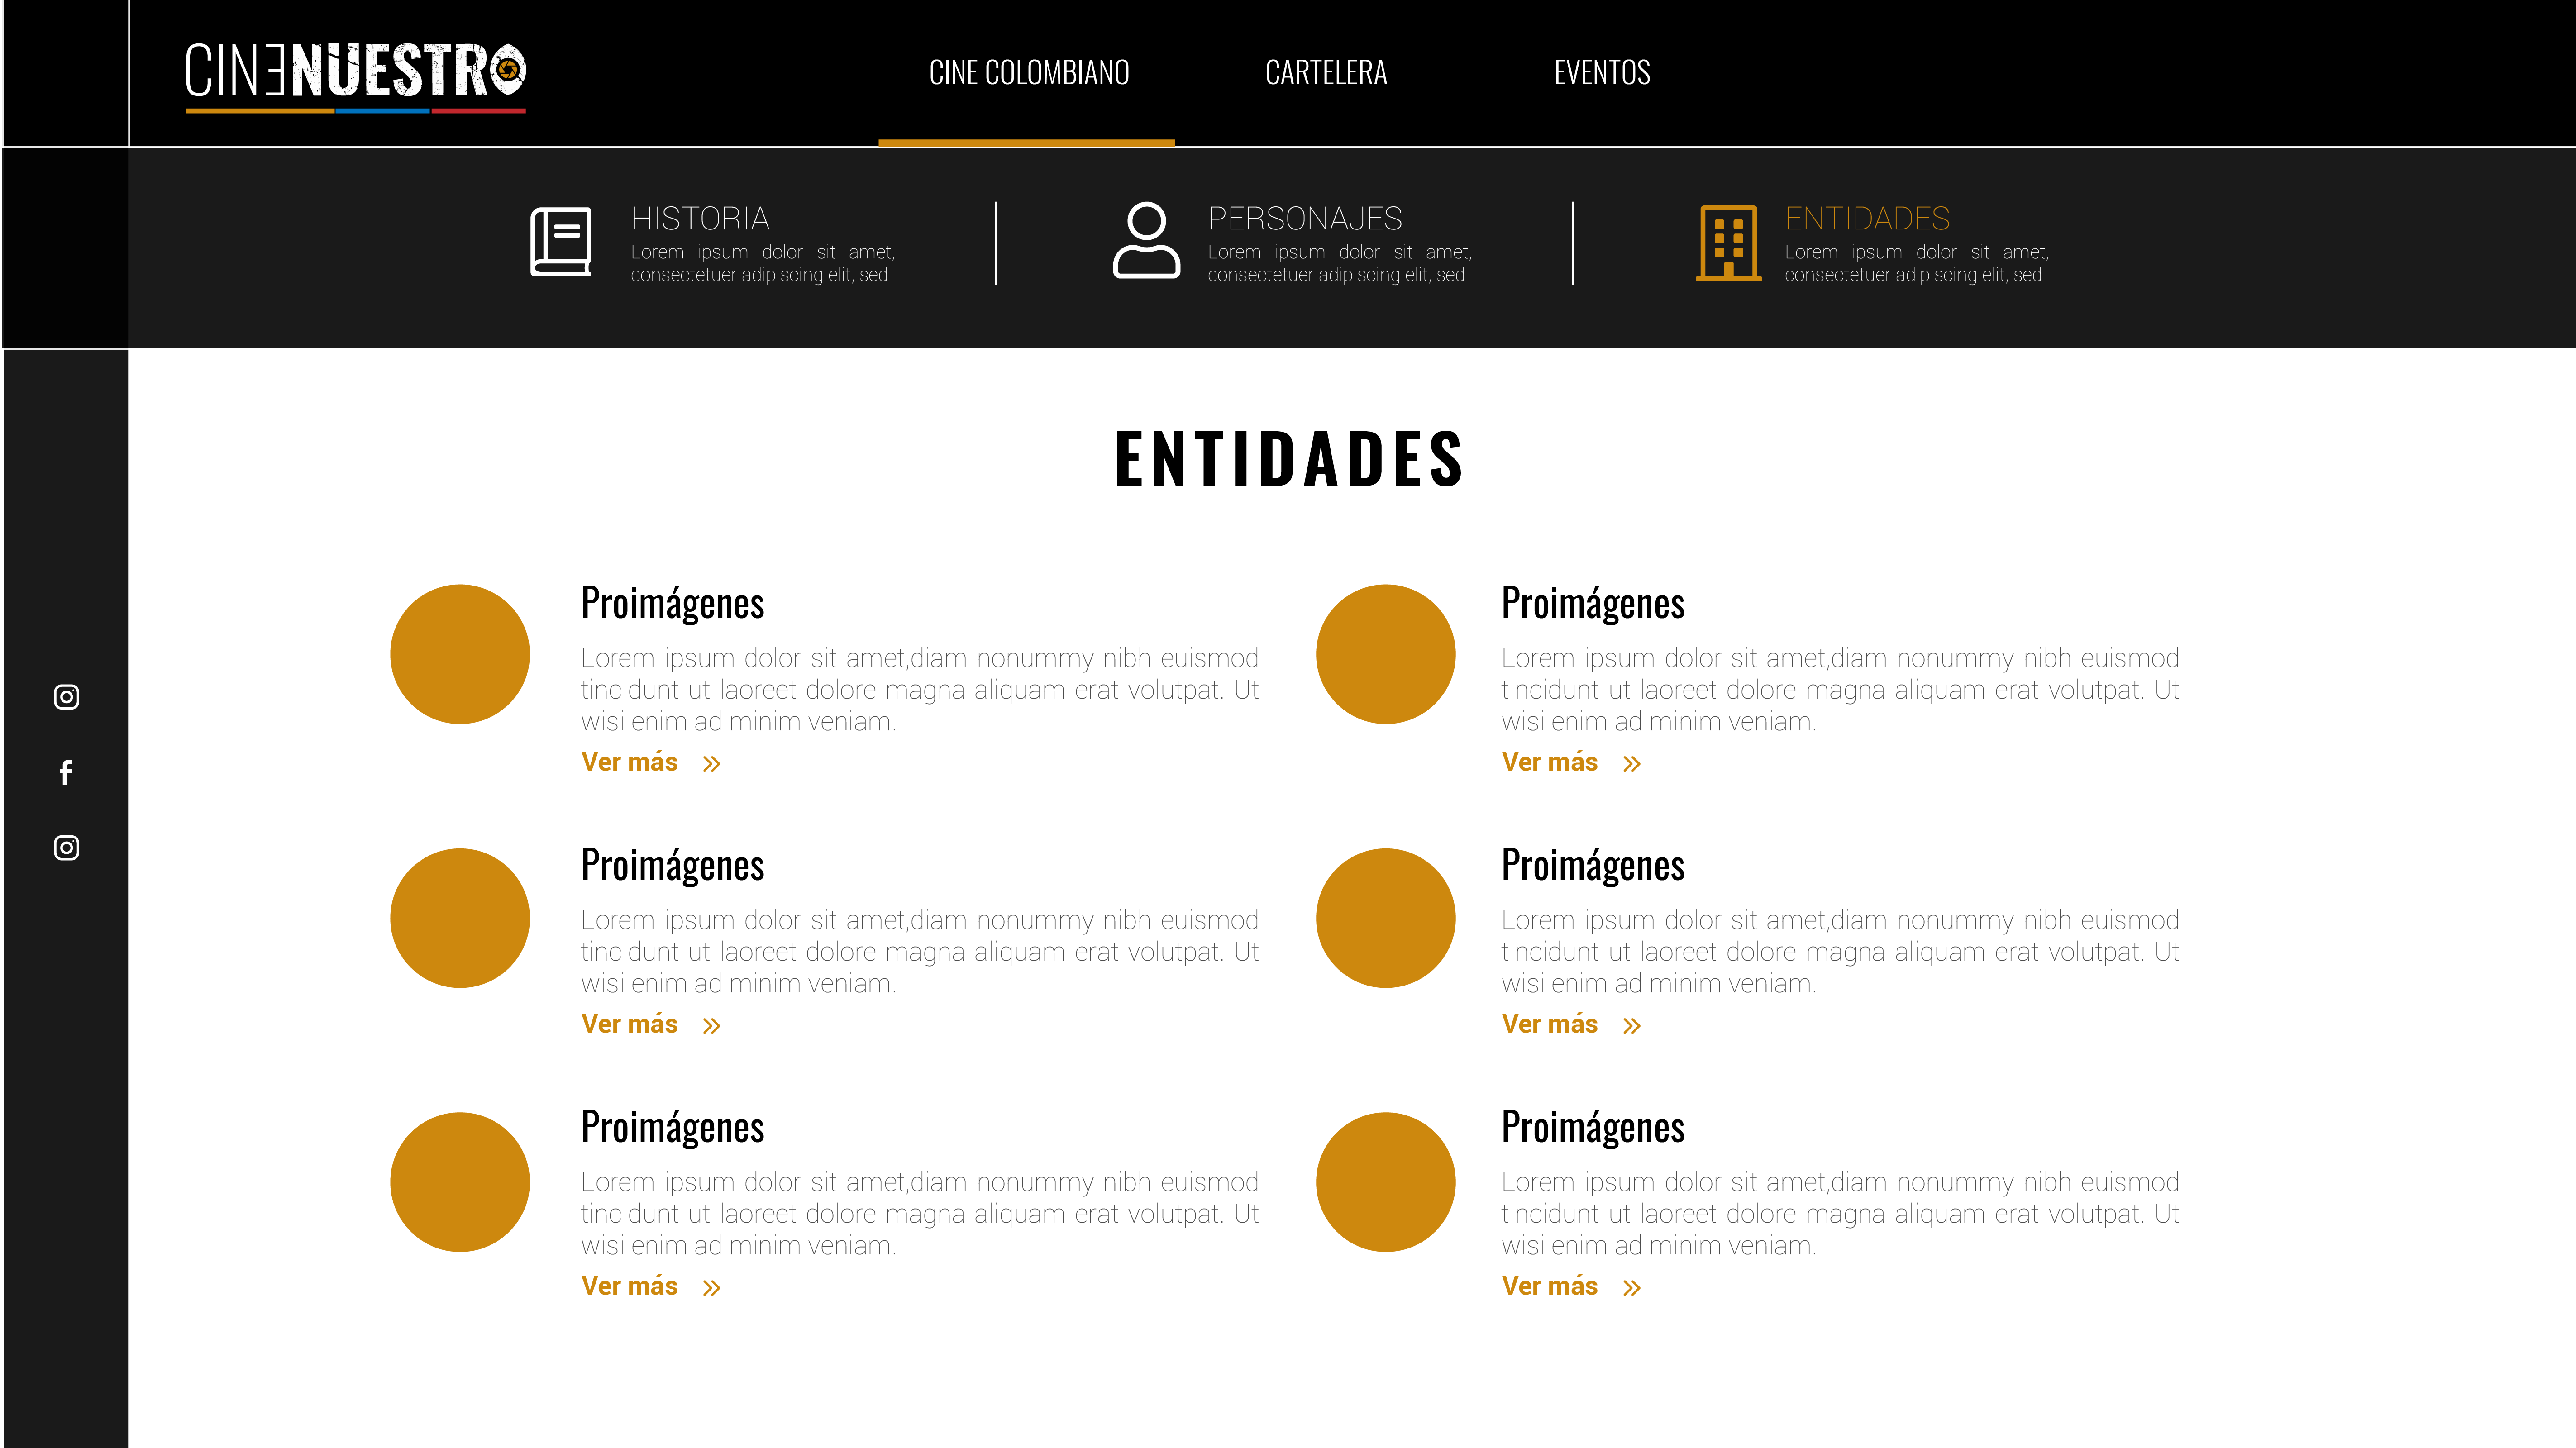 CINENUESTRO
CINE COLOMBIANO
CARTELERA
EVENTOS
HISTORIA
Lorem ipsum dolor sit amet,
consectetuer adipiscing elit, sed
PERSONAJES
Lorem ipsum dolor sit amet,
consectetuer adipiscing elit, sed
ENTIDADES
Lorem ipsum dolor sit amet,
consectetuer adipiscing elit, sed
ENTIDADES
Proimágenes
Lorem ipsum dolor sit amet,diam nonummy nibh euismod
tincidunt ut laoreet dolore magna aliquam erat volutpat. Ut
wisi enim ad minim veniam.
Ver más
Proimágenes
Lorem ipsum dolor sit amet,diam nonummy nibh euismod
tincidunt ut laoreet dolore magna aliquam erat volutpat. Ut
wisi enim ad minim veniam.
Ver más
Proimágenes
Lorem ipsum dolor sit amet,diam nonummy nibh euismod
tincidunt ut laoreet dolore magna aliquam erat volutpat. Ut
wisi enim ad minim veniam.
Ver más
Proimágenes
Lorem ipsum dolor sit amet,diam nonummy nibh euismod
tincidunt ut laoreet dolore magna aliquam erat volutpat. Ut
wisi enim ad minim veniam.
Ver más
Proimágenes
Lorem ipsum dolor sit amet,diam nonummy nibh euismod
tincidunt ut laoreet dolore magna aliquam erat volutpat. Ut
wisi enim ad minim veniam.
Ver más
Proimágenes
Lorem ipsum dolor sit amet,diam nonummy nibh euismod
tincidunt ut laoreet dolore magna aliquam erat volutpat. Ut
wisi enim ad minim veniam.
Ver más